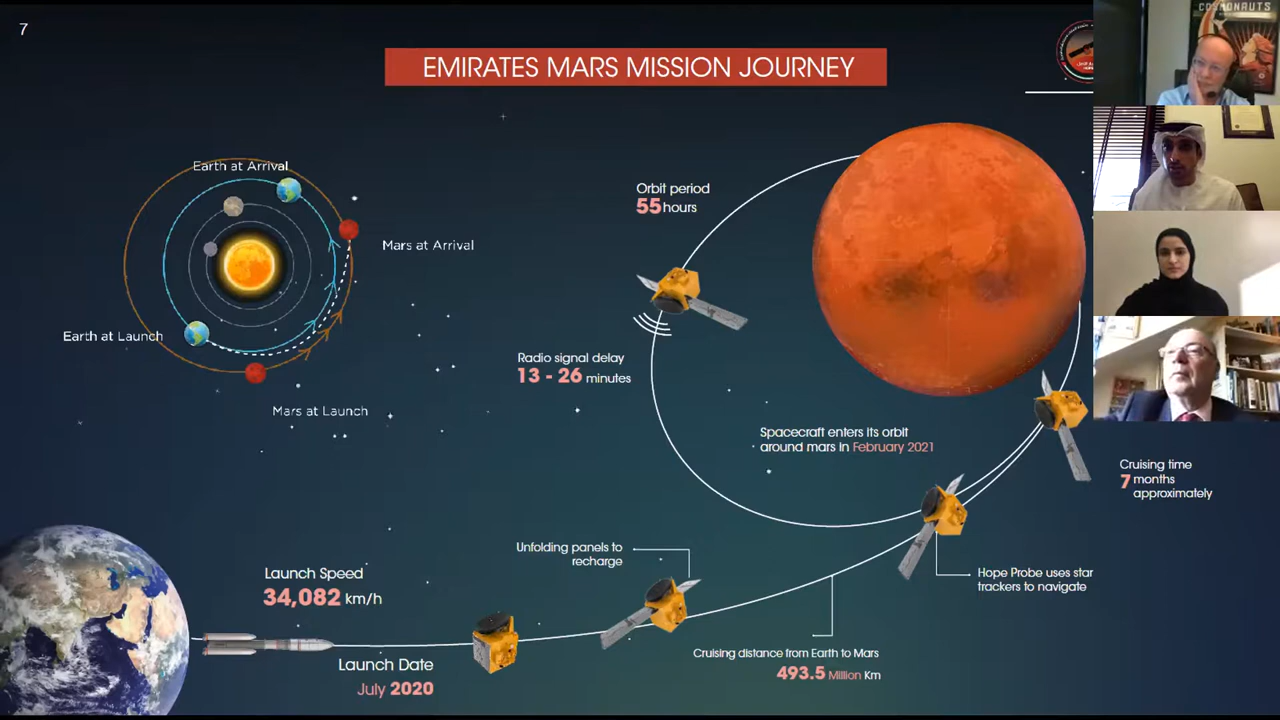 7
COSMONAUTS
EMIRATES MARS MISSION JOURNEY
Earth at Arrival
Mars at Arrival
Earth at Launch
Mars at Launch
Orbit period
55 hours
Radio signal delay
13 - 26 minutes
Spacecraft enters its orbit
around mars in February 2021
Cruising time
7 months
approximately
Unfolding panels to
recharge
Hope Probe uses star
trackers to navigate
Launch Speed
34,082 km/h
Cruising distance from Earth to Mars
493.5 Million Km
Launch Date
July 2020